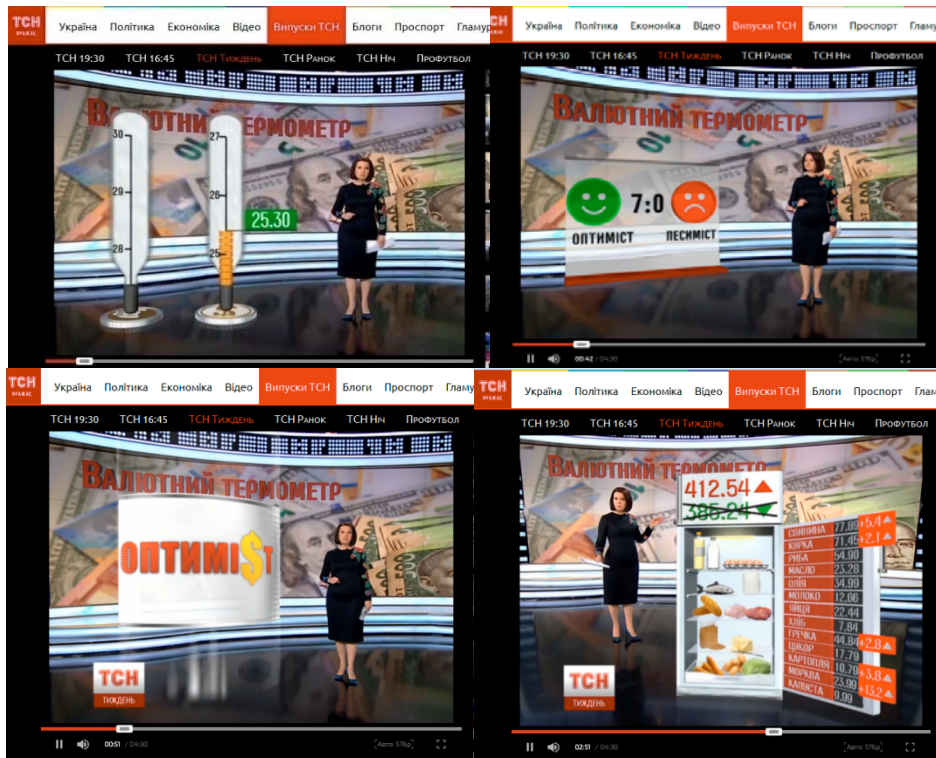 ТСН
Україна Політика Економіка Відео Випуски ТСН Блоги Проспорт Гламур
ТСН 19:30 ТСН 16:45 ТСН Тиждень ТСН Ранок ТСН Ніч Профутбол
Валютний термометр
30 27
29 26
25.30
28 25
ТСН
Україна Політика Економіка Відео Випуски ТСН Блоги Проспорт Гламу
ТСН 19:30 ТСН 16:45 ТСН Тиждень ТСН Ранок ТСН Ніч Профутбол
Валютний термометр
7:0
ОПТИМІСТ ПЕСИМІСТ
00:42 / 04:30 [Авто: 576p]
ТСН
Україна Політика Економіка Відео Випуски ТСН Блоги Проспорт Гламу
ТСН 19:30 ТСН 16:45 ТСН Тиждень ТСН Ранок ТСН Ніч Профутбол
Валютний термометр
ОПТИМІ$Т
ТСН
ТИЖДЕНЬ
00:51 / 04:30 [Авто: 576p]
ТСН
Україна Політика Економіка Відео Випуски ТСН Блоги Проспорт Глам
ТСН 19:30 ТСН 16:45 ТСН Тиждень ТСН Ранок ТСН Ніч Профутбол
Валютний термометр
412.54
385.24
СВИНИНА 77.89 +5.4
КУРКА 71.45 +2.1
РИБА 54.90
МАСЛО 23.28
ОЛІЯ 34.99
МОЛОКО 12.66
ЯЙЦЯ 22.44
ХЛІБ 7.84
ГРЕЧКА 44.84 +2.8
ЦУКОР 17.79
КАРТОПЛЯ 10.79 +3.8
МОРКВА 23.99 +13.2
КАПУСТА 9.99
ТСН
ТИЖДЕНЬ
02:51 / 04:30 [Авто: 576p]